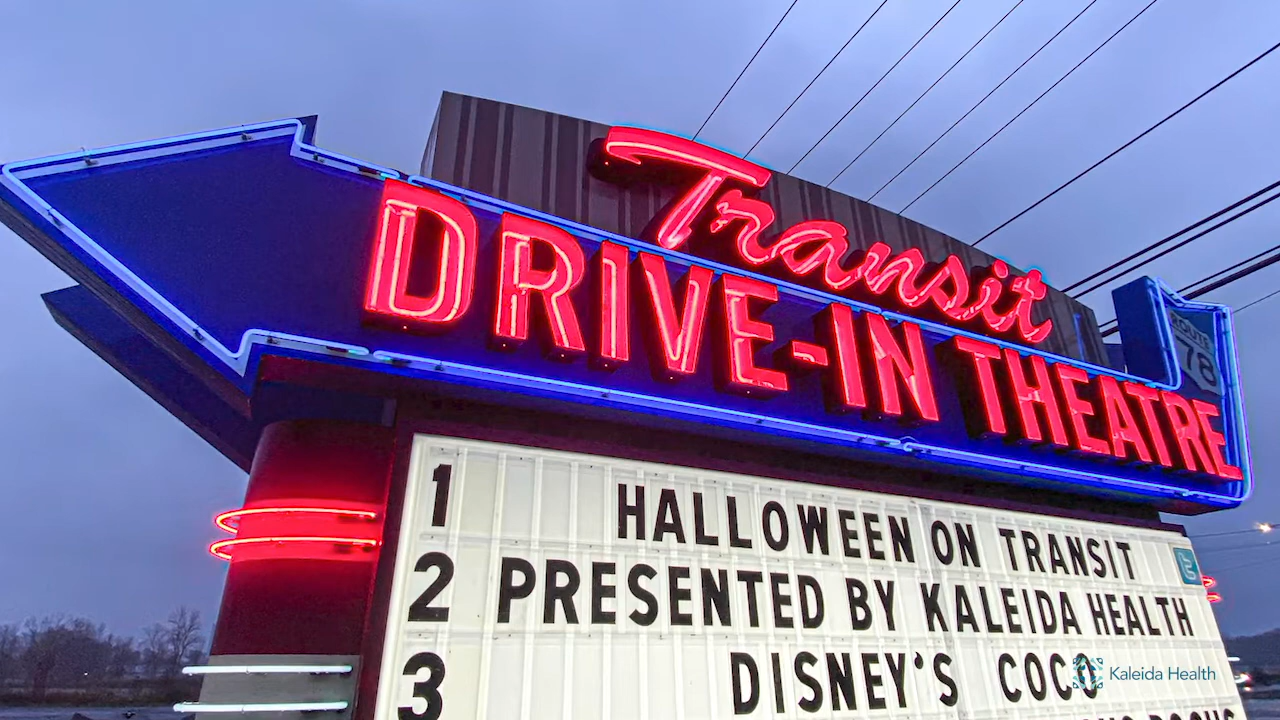 Transit
DRIVE-IN THEATRE
ROUTE
78
1 HALLOWEEN ON TRANSIT
2 PRESENTED BY KALEIDA HEALTH
3 DISNEY'S COCO
Kaleida Health